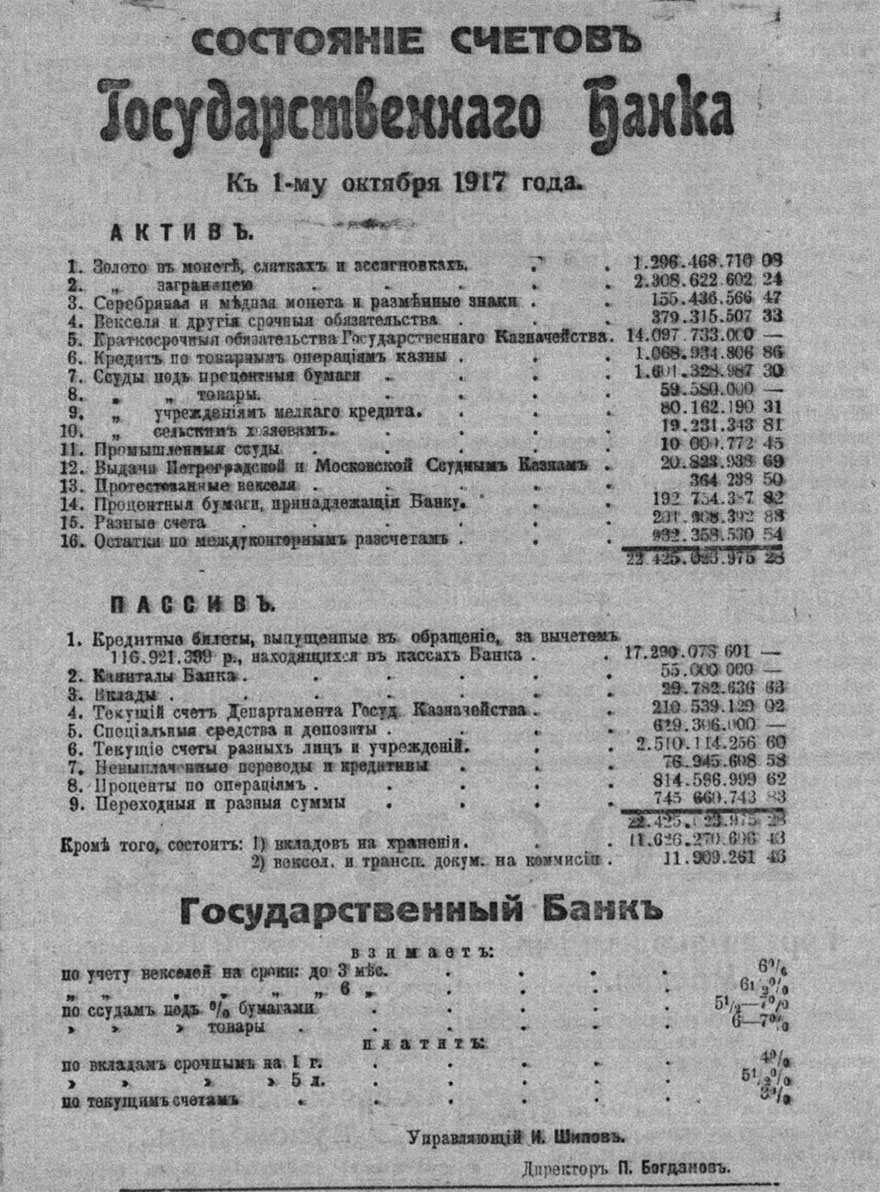 СОСТОЯНІЕ СЧЕТОВЪ
Государственнаго Банка
Къ 1-му октября 1917 года.
АКТИВЪ.
1. Золото въ монетѣ, слиткахъ и ассигновкахъ. 1.296.468.710 08
2. „ заграницею 2.308.622.602 24
3. Серебряная и мѣдная монета и размѣнные знаки 155.436.566 47
4. Векселя и другія срочныя обязательства 379.315.507 33
5. Краткосрочныя обязательства Государственнаго Казначейства. 14.097.733.000 —
6. Кредитъ по товарнымъ операціямъ казны 1.068.934.806 86
7. Ссуды подъ процентныя бумаги 1.601.328.987 30
8. „ „ товары. 59.580.000 —
9. „ учрежденіямъ мелкаго кредита. 80.162.190 31
10. „ сельскимъ хозяевамъ. 19.231.343 81
11. Промышленныя ссуды 10 000.772 45
12. Выдачи Петроградской и Московской Ссуднымъ Казнамъ 20.828.938 69
13. Протестованные векселя 364 238 50
14. Процентныя бумаги, принадлежащія Банку. 192 754.387 82
15. Разные счета 201.908.392 88
16. Остатки по междуконторнымъ разсчетамъ 932.358.530 54
22 425.023.975 28
ПАССИВЪ.
1. Кредитные билеты, выпущенные въ обращеніе, за вычетомъ
116.921.399 р., находящихся въ кассахъ Банка 17.290.078 601 —
2. Капиталы Банка 55.000 000 —
3. Вклады 29.782.636 63
4. Текущій счетъ Департамента Госуд. Казначейства 210 539.129 02
5. Спеціальныя средства и депозиты 629.306.000 —
6. Текущіе счеты разныхъ лицъ и учрежденій. 2.510.114.256 60
7. Невыплаченные переводы и кредитивы 76.945.608 58
8. Проценты по операціямъ 814.596.999 62
9. Переходныя и разныя суммы 745 660.743 83
22.425.023.975 28
Кромѣ того, состоитъ: 1) вкладовъ на храненіи. 11.626.270.606 43
2) вексел. и трансп. докум. на коммисіи 11.909.261 46
Государственный Банкъ
взимаетъ:
по учету векселей на сроки: до 3 мѣс. 6%
„ „ „ „ „ 6 „ 6½%
по ссудамъ подъ % бумагами 5½—7%
» » » товары 6—7%
платитъ:
по вкладамъ срочнымъ на 1 г. 4%
» » » » 5 л. 5½%
по текущимъ счетамъ 3%
Управляющій И. Шиповъ.
Директоръ П. Богдановъ.